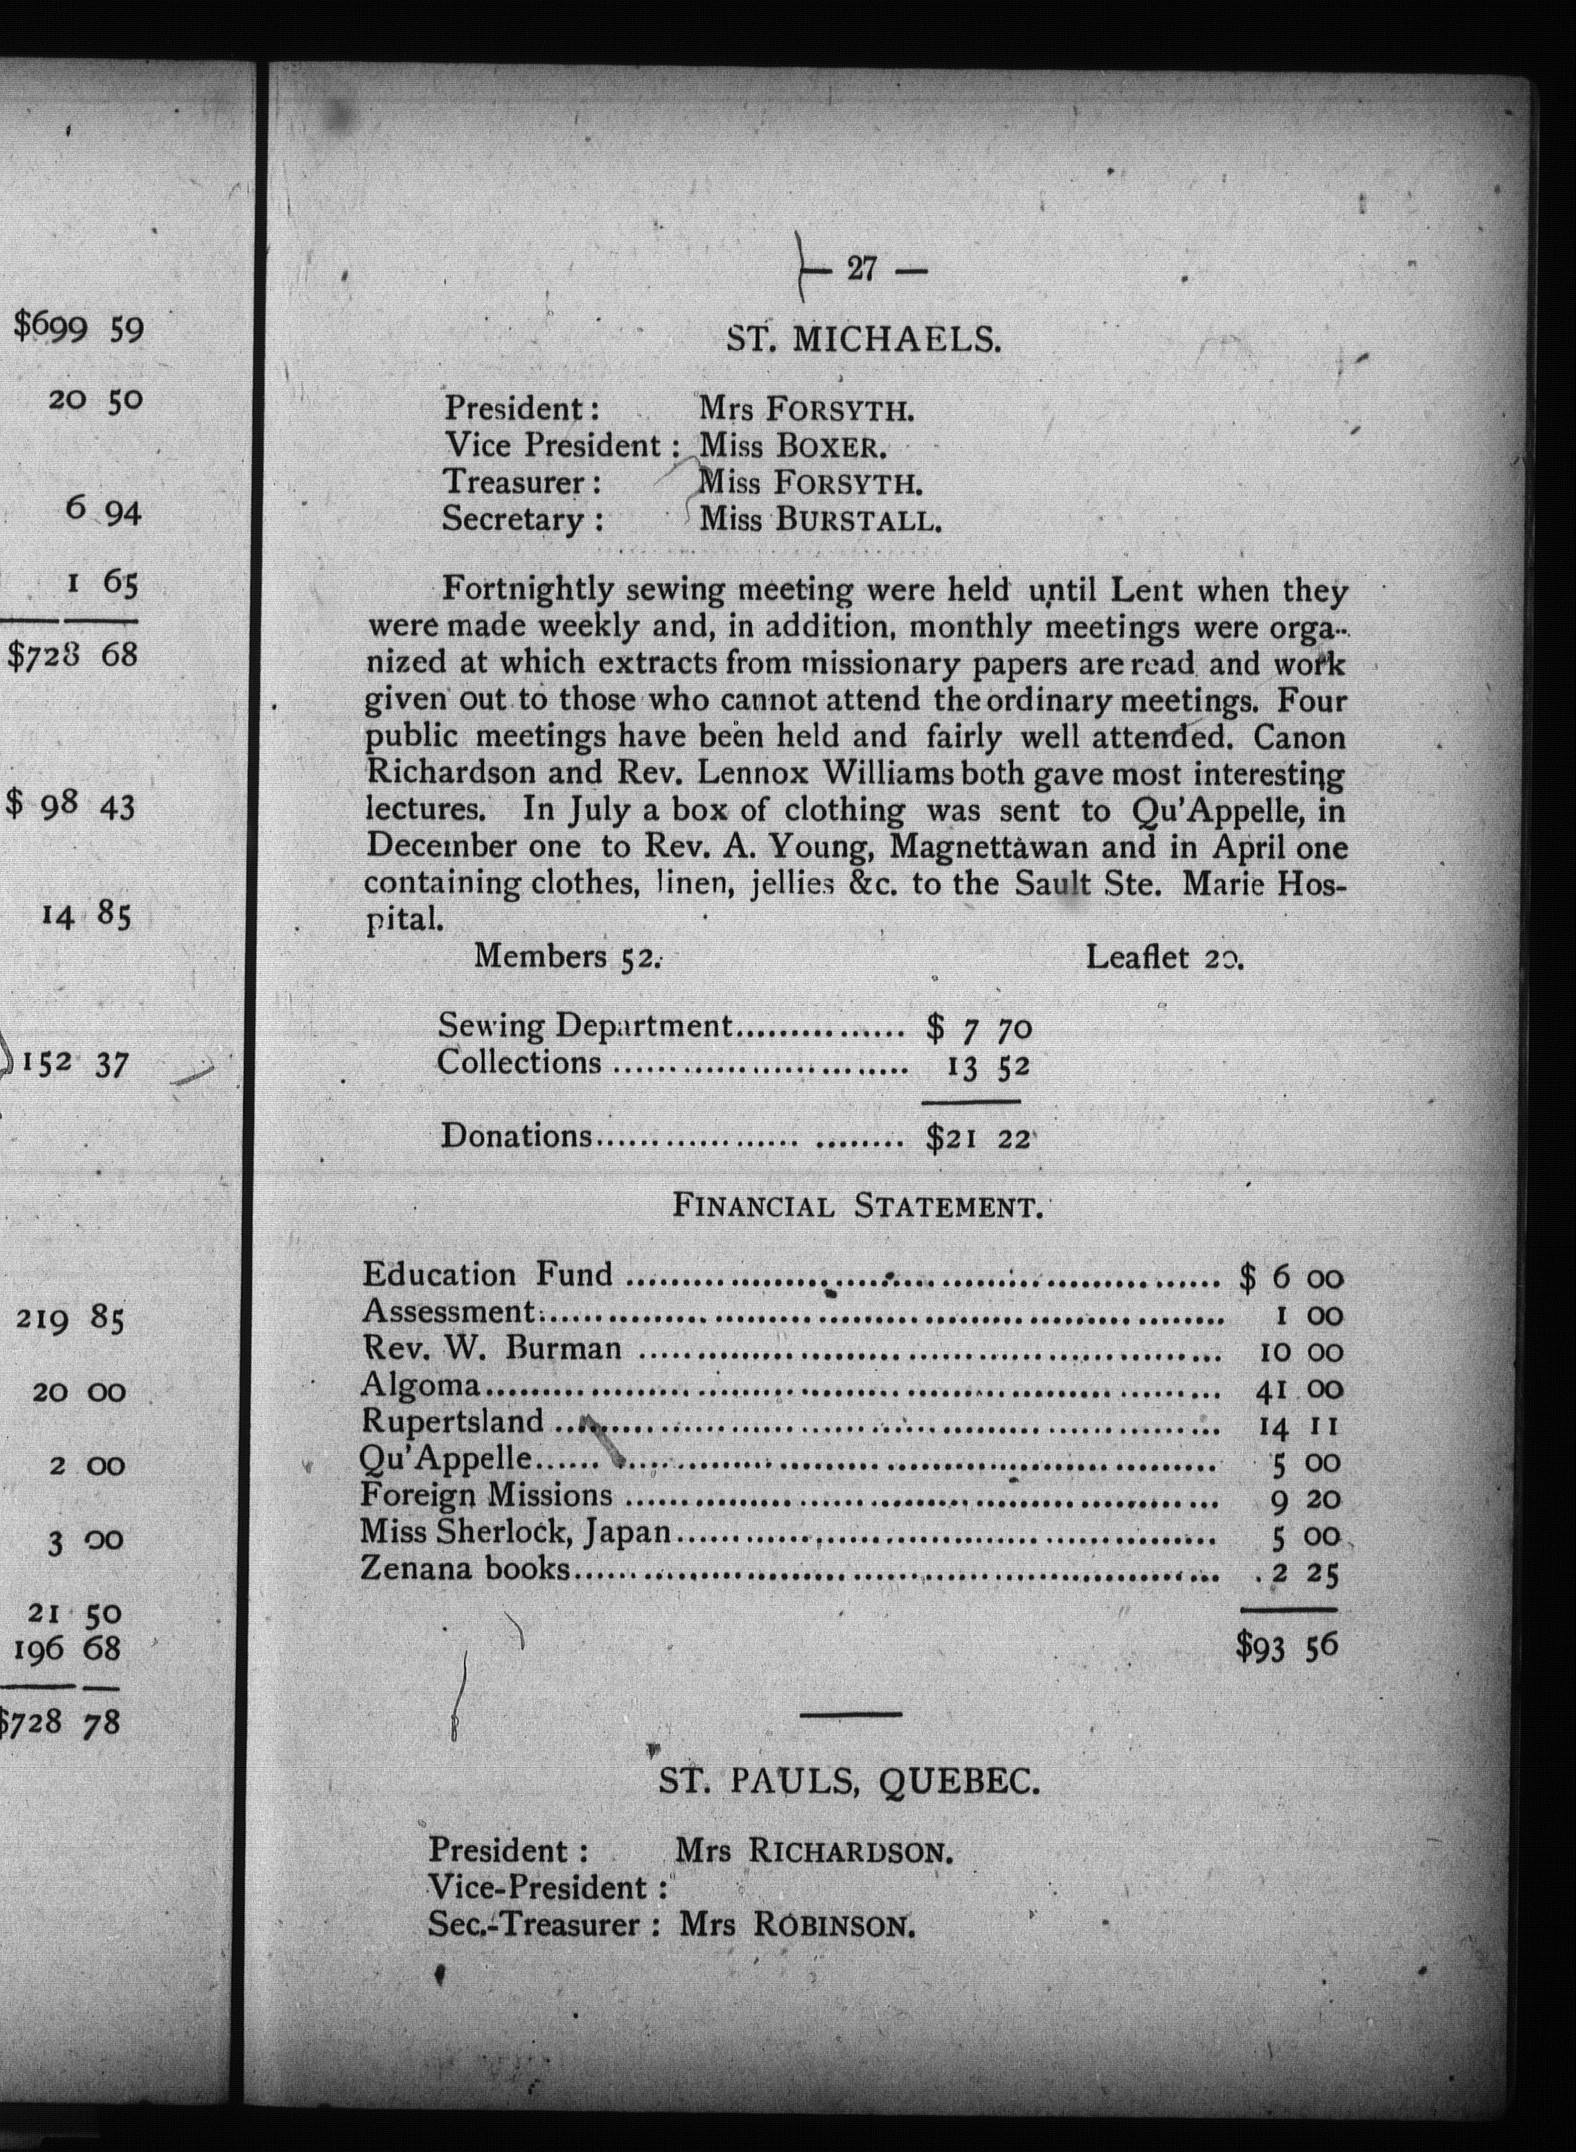 $699 59
20 50
6 94
1 65
$728 68
$ 98 43
14 85
152 37
219 85
20 00
2 00
3 00
21 50
196 68
$728 78
— 27 —
ST. MICHAELS.
President : Mrs FORSYTH.
Vice President : Miss BOXER.
Treasurer : Miss FORSYTH.
Secretary : Miss BURSTALL.
Fortnightly sewing meeting were held until Lent when they
were made weekly and, in addition, monthly meetings were orga-
nized at which extracts from missionary papers are read and work
given out to those who cannot attend the ordinary meetings. Four
public meetings have been held and fairly well attended. Canon
Richardson and Rev. Lennox Williams both gave most interesting
lectures. In July a box of clothing was sent to Qu'Appelle, in
December one to Rev. A. Young, Magnettawan and in April one
containing clothes, linen, jellies &c. to the Sault Ste. Marie Hos-
pital.
Members 52. Leaflet 20.
Sewing Department............... $ 7 70
Collections .......................... 13 52
Donations.................. ........ $21 22
FINANCIAL STATEMENT.
Education Fund ............................................................ $ 6 00
Assessment.................................................................. 1 00
Rev. W. Burman .......................................................... 10 00
Algoma........................................................................ 41 00
Rupertsland .................................................................. 14 11
Qu'Appelle................................................................... 5 00
Foreign Missions .......................................................... 9 20
Miss Sherlock, Japan...................................................... 5 00
Zenana books............................................................... 2 25
$93 56
ST. PAULS, QUEBEC.
President : Mrs RICHARDSON.
Vice-President :
Sec.-Treasurer : Mrs ROBINSON.